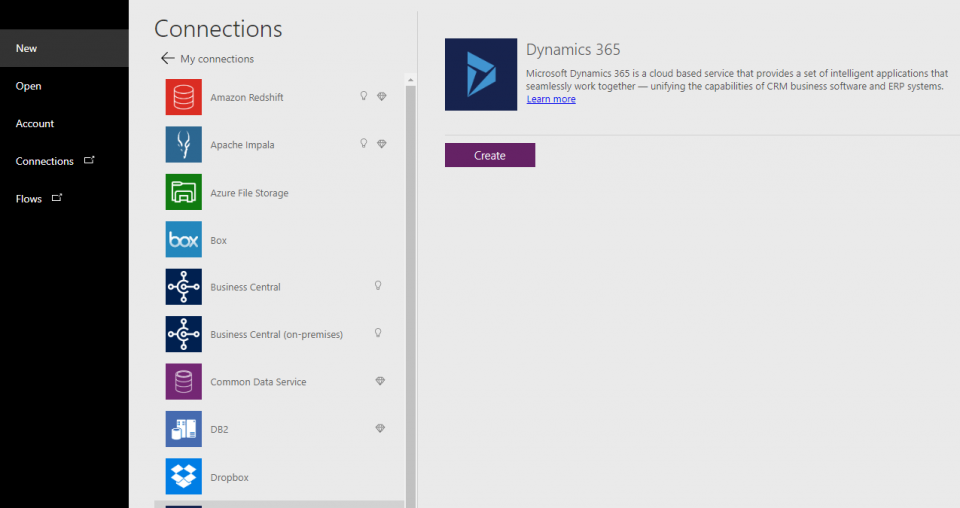 New
Open
Account
Connections
Flows
Connections
My connections
Amazon Redshift
Apache Impala
Azure File Storage
box
Box
Business Central
Business Central (on-premises)
Common Data Service
DB2
Dropbox
Dynamics 365
Microsoft Dynamics 365 is a cloud based service that provides a set of intelligent applications that
seamlessly work together — unifying the capabilities of CRM business software and ERP systems.
Learn more
Create